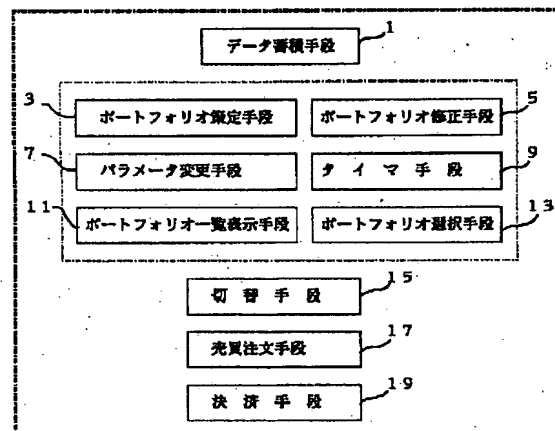 データ蓄積手段 1
3 ポートフォリオ策定手段 ポートフォリオ修正手段 5
7 パラメータ変更手段 タイマ手段 9
11 ポートフォリオ一覧表示手段 ポートフォリオ選択手段 13
切替手段 15
売買注文手段 17
決済手段 19